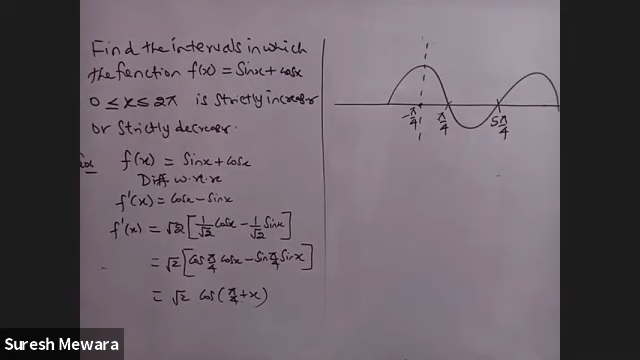 Find the intervals in which
the function f(x) = Sinx + cosx
0 ≤ x ≤ 2π is strictly increaser
or strictly decreaser.
Sol f(x) = Sinx + cosx
Diff w.r.x
f'(x) = cosx - sinx
f'(x) = √2 [ 1/√2 cosx - 1/√2 Sinx ]
= √2 [ Cos π/4 cosx - Sin π/4 Sinx ]
= √2 Cos ( π/4 + x )
-π/4 π/4 5π/4
Suresh Mewara